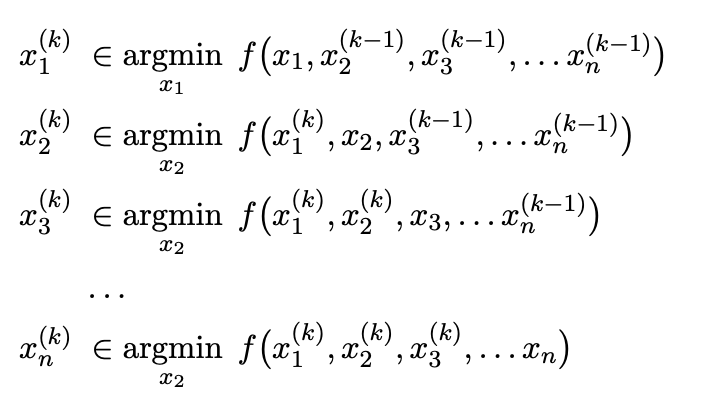 x_1^{(k)} ∈ argmin_{x_1} f(x_1, x_2^{(k-1)}, x_3^{(k-1)}, ... x_n^{(k-1)})
x_2^{(k)} ∈ argmin_{x_2} f(x_1^{(k)}, x_2, x_3^{(k-1)}, ... x_n^{(k-1)})
x_3^{(k)} ∈ argmin_{x_2} f(x_1^{(k)}, x_2^{(k)}, x_3, ... x_n^{(k-1)})
...
x_n^{(k)} ∈ argmin_{x_2} f(x_1^{(k)}, x_2^{(k)}, x_3^{(k)}, ... x_n)